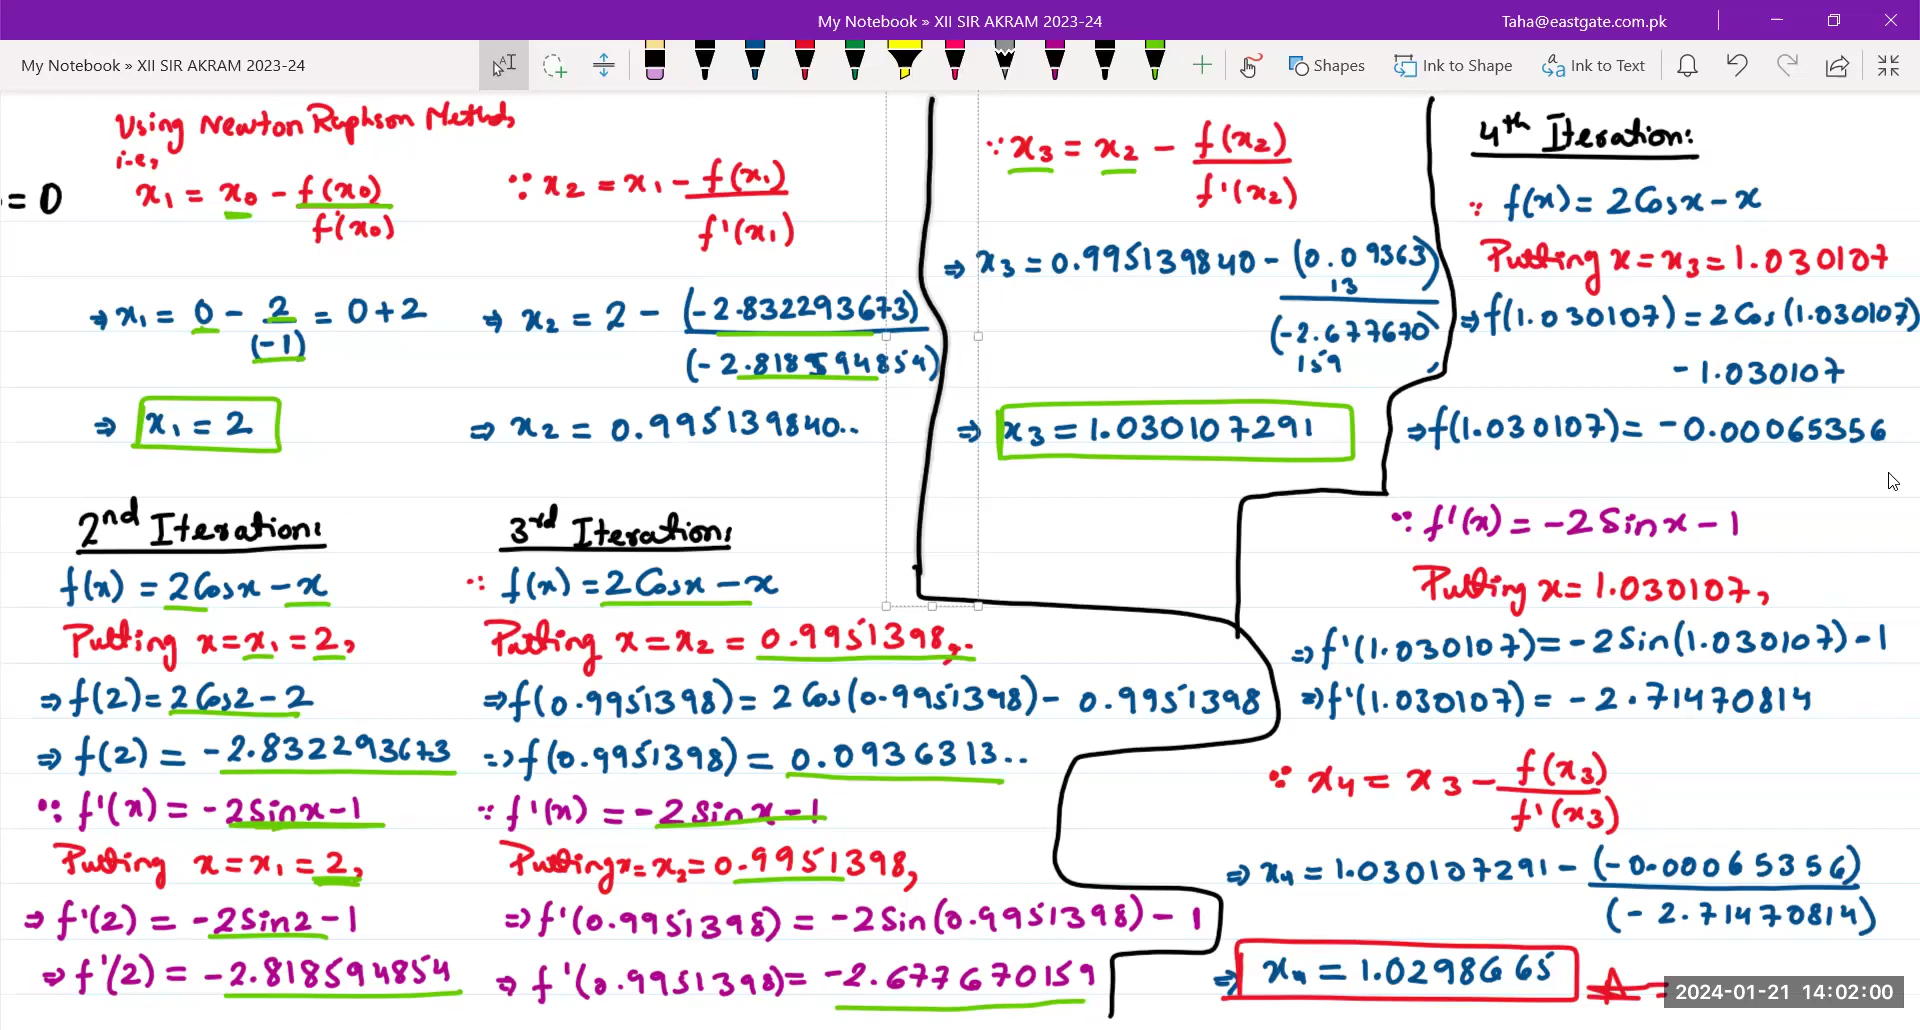 My Notebook » XII SIR AKRAM 2023-24
Taha@eastgate.com.pk
My Notebook » XII SIR AKRAM 2023-24
Shapes
Ink to Shape
Ink to Text
Using Newton Raphson Method,
i-e,
= 0
x₁ = x₀ - f(x₀)/f'(x₀)
⇒ x₁ = 0 - 2/(-1) = 0+2
⇒ x₁ = 2
2nd Iteration:
f(x) = 2Cosx - x
Putting x = x₁ = 2,
⇒ f(2) = 2Cos2 - 2
⇒ f(2) = -2.832293673
∵ f'(x) = -2Sinx - 1
Putting x = x₁ = 2,
⇒ f'(2) = -2Sin2 - 1
⇒ f'(2) = -2.818594854
∵ x₂ = x₁ - f(x₁)/f'(x₁)
⇒ x₂ = 2 - (-2.832293673)/(-2.818594854)
⇒ x₂ = 0.995139840..
3rd Iteration:
∵ f(x) = 2Cosx - x
Putting x = x₂ = 0.9951398,..
⇒ f(0.9951398) = 2Cos(0.9951398) - 0.9951398
⇒ f(0.9951398) = 0.0936313..
∵ f'(x) = -2Sinx - 1
Putting x = x₂ = 0.9951398,
⇒ f'(0.9951398) = -2Sin(0.9951398) - 1
⇒ f'(0.9951398) = -2.677670159
∵ x₃ = x₂ - f(x₂)/f'(x₂)
⇒ x₃ = 0.995139840 - (0.0936313)/(-2.677670159)
⇒ x₃ = 1.030107291
4th Iteration:
∵ f(x) = 2Cosx - x
Putting x = x₃ = 1.030107
⇒ f(1.030107) = 2Cos(1.030107)
- 1.030107
⇒ f(1.030107) = -0.00065356
∵ f'(x) = -2Sinx - 1
Putting x = 1.030107,
⇒ f'(1.030107) = -2Sin(1.030107) - 1
⇒ f'(1.030107) = -2.71470814
∵ x₄ = x₃ - f(x₃)/f'(x₃)
⇒ x₄ = 1.030107291 - (-0.00065356)/(-2.71470814)
⇒ x₄ = 1.0298665
2024-01-21 14:02:00